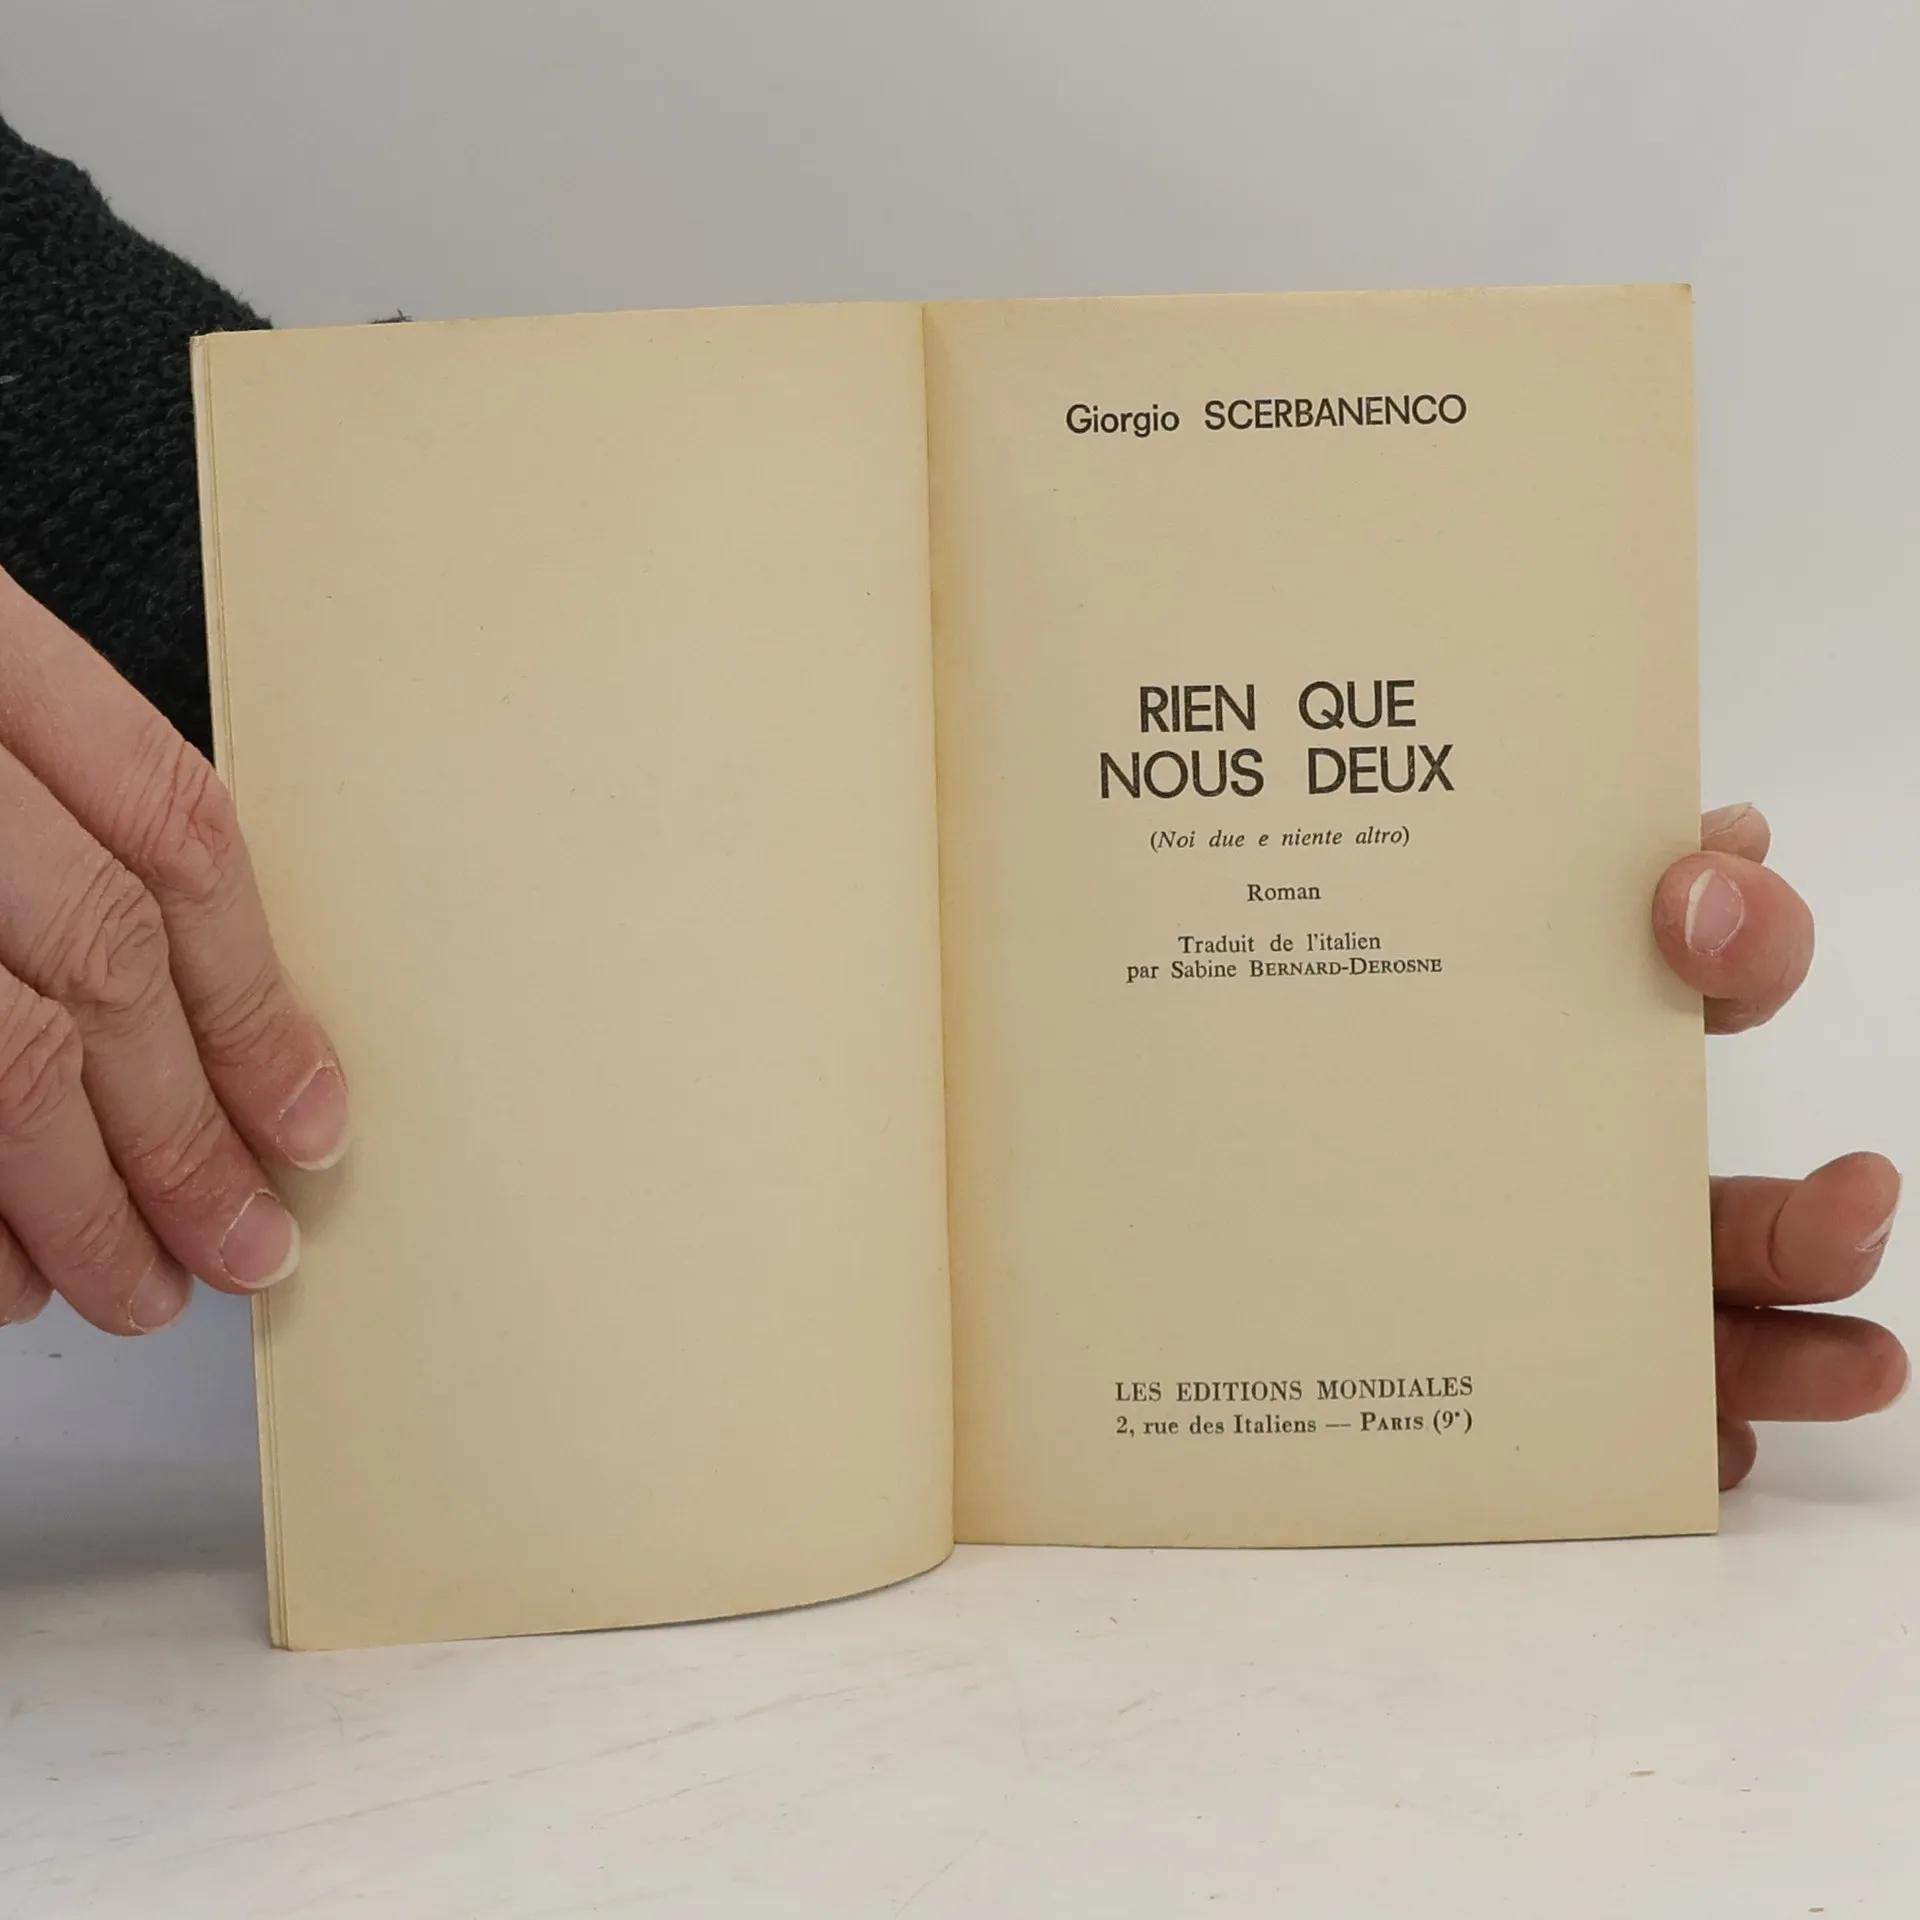 Giorgio SCERBANENCO
RIEN QUE
NOUS DEUX
(Noi due e niente altro)
Roman
Traduit de l'italien
par Sabine BERNARD-DEROSNE
LES EDITIONS MONDIALES
2, rue des Italiens — PARIS (9ᵉ)